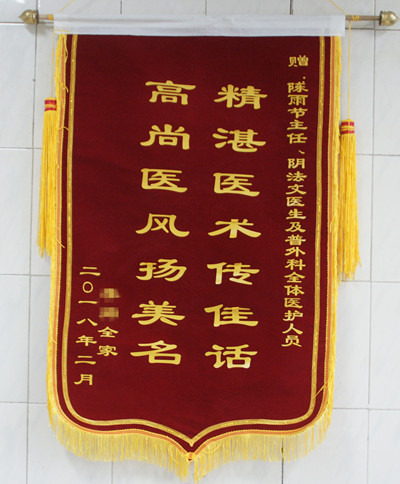 赠：陈雨节主任、阴法文医生及普外科全体医护人员
精湛医术传佳话
高尚医风扬美名
全家
二〇一八年二月